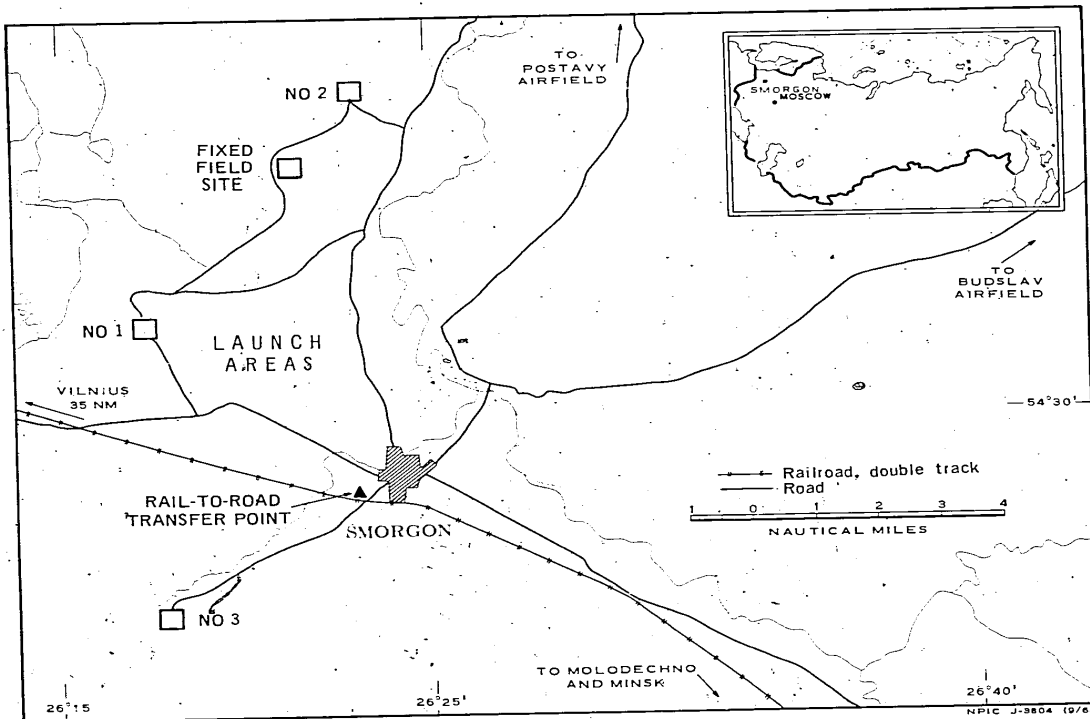 TO
POSTAVY
AIRFIELD
SMORGON
MOSCOW
NO 2
FIXED
FIELD
SITE
TO
BUDSLAV
AIRFIELD
NO 1
LAUNCH
AREAS
VILNIUS
35 NM
54°30'
Railroad, double track
Road
1 0 1 2 3 4
NAUTICAL MILES
RAIL-TO-ROAD
TRANSFER POINT
SMORGON
NO 3
TO MOLODECHNO
AND MINSK
26°15
26°25'
26°40'
NPIC J-3804 (9/6